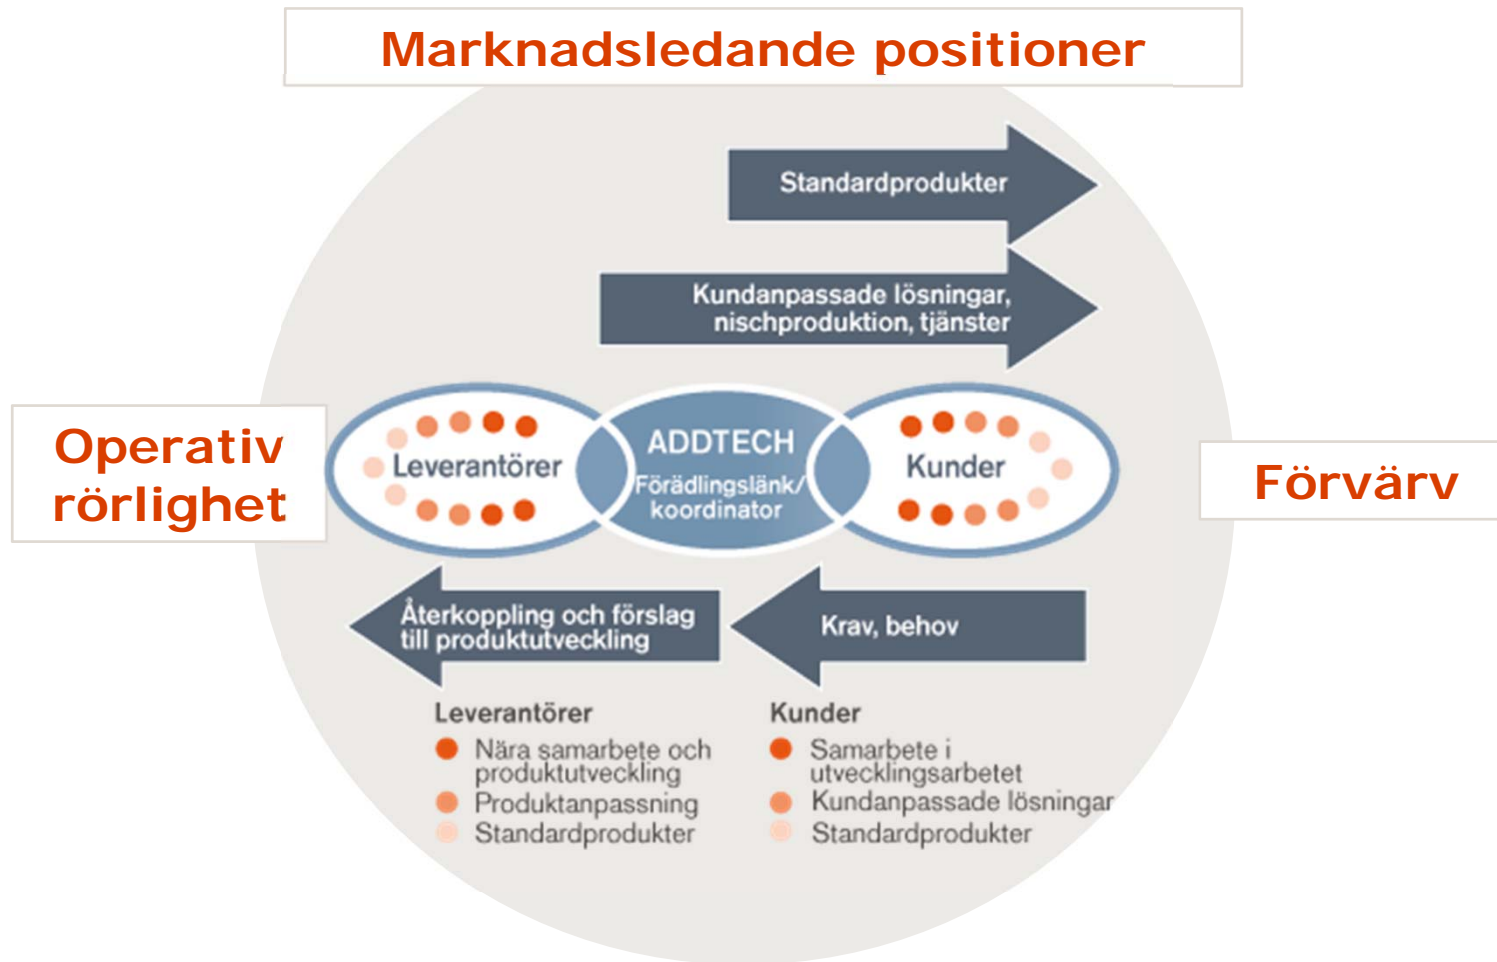 Marknadsledande positioner
Standardprodukter
Kundanpassade lösningar,
nischproduktion, tjänster
Operativ
rörlighet
Leverantörer
ADDTECH
Förädlingslänk/
koordinator
Kunder
Förvärv
Återkoppling och förslag
till produktutveckling
Krav, behov
Leverantörer
Nära samarbete och
produktutveckling
Produktanpassning
Standardprodukter
Kunder
Samarbete i
utvecklingsarbetet
Kundanpassade lösningar
Standardprodukter